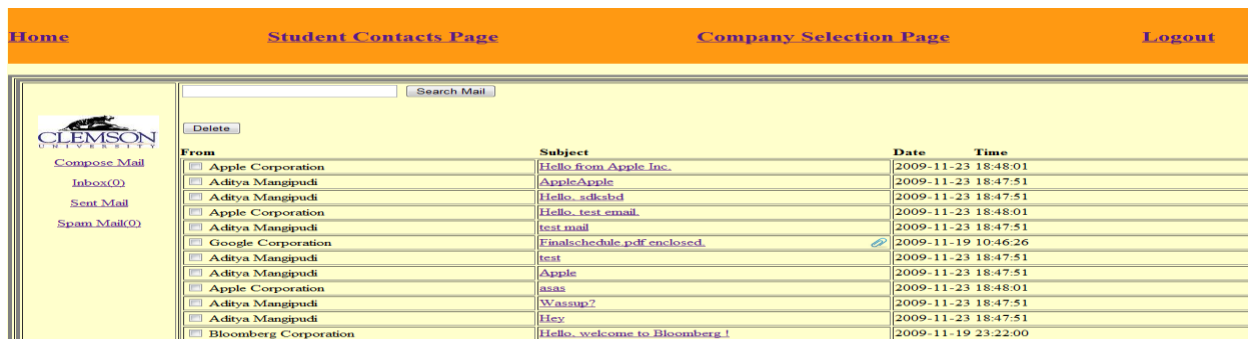 Home Student Contacts Page Company Selection Page Logout
Search Mail
CLEMSON
UNIVERSITY
Compose Mail
Inbox(0)
Sent Mail
Spam Mail(0)
Delete
From Subject Date Time
Apple Corporation Hello from Apple Inc. 2009-11-23 18:48:01
Aditya Mangipudi AppleApple 2009-11-23 18:47:51
Aditya Mangipudi Hello, sdksbd 2009-11-23 18:47:51
Apple Corporation Hello, test email. 2009-11-23 18:48:01
Aditya Mangipudi test mail 2009-11-23 18:47:51
Google Corporation Finalschedule.pdf enclosed. 2009-11-19 10:46:26
Aditya Mangipudi test 2009-11-23 18:47:51
Aditya Mangipudi Apple 2009-11-23 18:47:51
Apple Corporation asas 2009-11-23 18:48:01
Aditya Mangipudi Wassup? 2009-11-23 18:47:51
Aditya Mangipudi Hey 2009-11-23 18:47:51
Bloomberg Corporation Hello, welcome to Bloomberg ! 2009-11-19 23:22:00